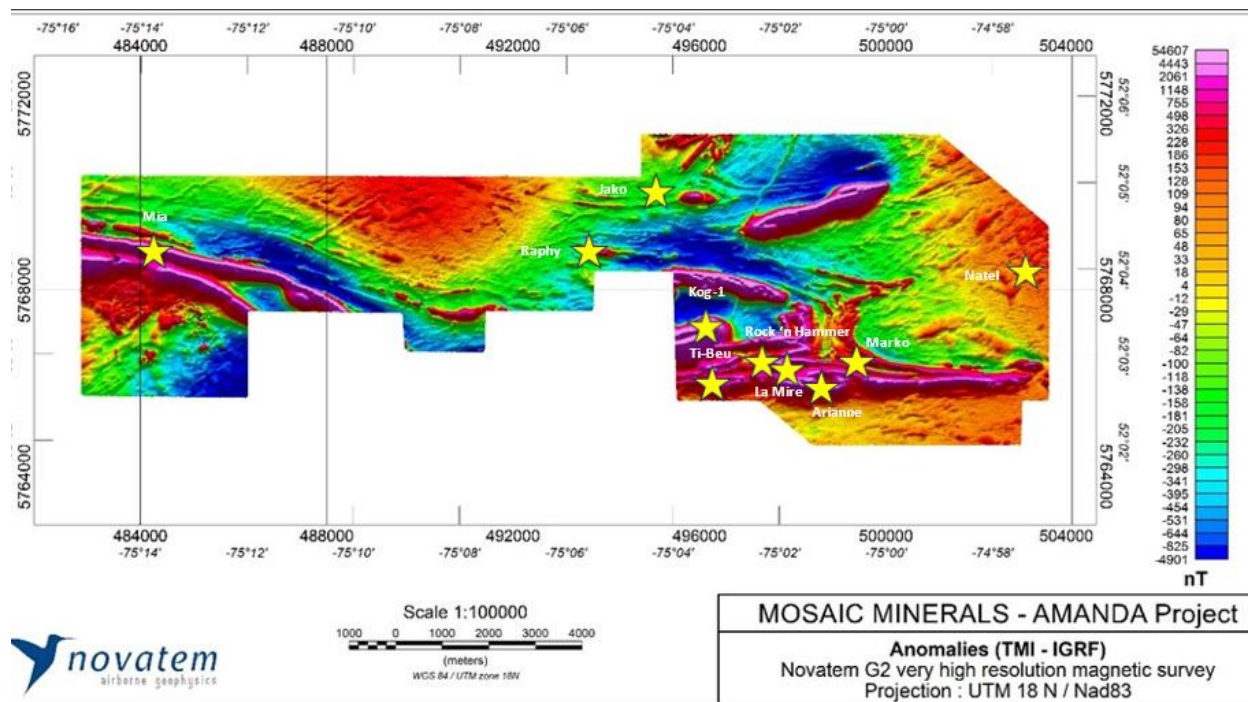 -75°16' -75°14' -75°12' -75°10' -75°08' -75°06' -75°04' -75°02' -75°00' -74°58'
484000 488000 492000 496000 500000 504000
5772000
5768000
5764000
5772000
5768000
5764000
52°06'
52°05'
52°04'
52°03'
52°02'
Jako
Mia
Raphy
Natel
Kog-1
Rock 'n Hammer
Ti-Beu
Marko
La Mire
Arianne
54607
4443
2061
1148
755
498
326
228
186
153
128
109
94
80
65
48
33
18
4
-12
-29
-47
-64
-82
-100
-118
-138
-158
-181
-205
-232
-260
-298
-341
-395
-454
-531
-644
-825
-4901
nT
484000 488000 492000 496000 500000 504000
-75°14' -75°12' -75°10' -75°08' -75°06' -75°04' -75°02' -75°00' -74°58'
novatem
airborne geophysics
Scale 1:100000
1000 0 1000 2000 3000 4000
(meters)
WGS 84 / UTM zone 18N
MOSAIC MINERALS - AMANDA Project
Anomalies (TMI - IGRF)
Novatem G2 very high resolution magnetic survey
Projection : UTM 18 N / Nad83